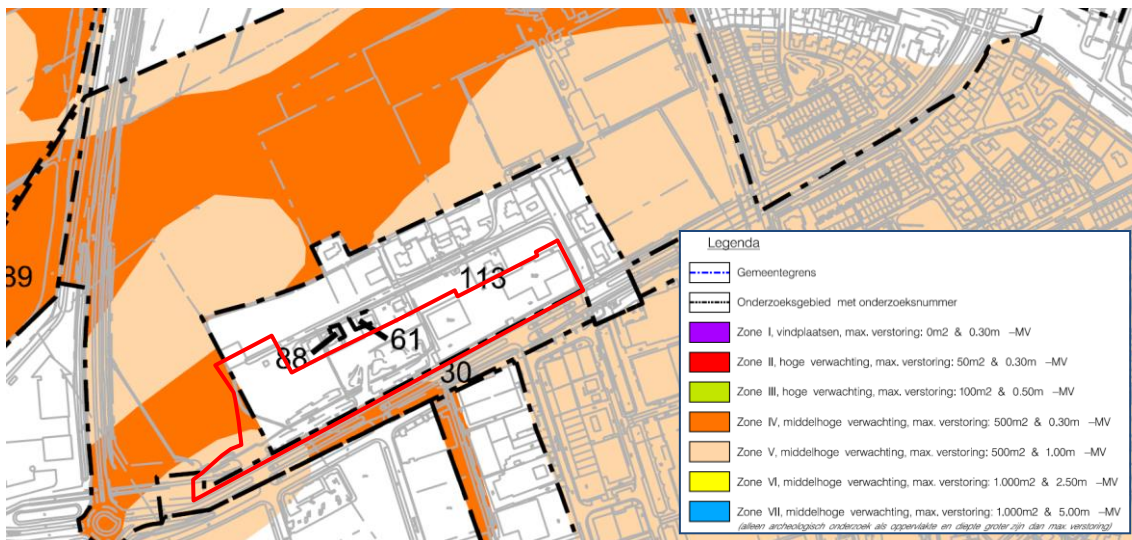 39
113
88
61
30
Legenda
Gemeentegrens
Onderzoeksgebied met onderzoeksnummer
Zone I, vindplaatsen, max. verstoring: 0m2 & 0.30m –MV
Zone II, hoge verwachting, max. verstoring: 50m2 & 0.30m –MV
Zone III, hoge verwachting, max. verstoring: 100m2 & 0.50m –MV
Zone IV, middelhoge verwachting, max. verstoring: 500m2 & 0.30m –MV
Zone V, middelhoge verwachting, max. verstoring: 500m2 & 1.00m –MV
Zone VI, middelhoge verwachting, max. verstoring: 1.000m2 & 2.50m –MV
Zone VII, middelhoge verwachting, max. verstoring: 1.000m2 & 5.00m –MV
(alleen archeologisch onderzoek als oppervlakte en diepte groter zijn dan max. verstoring)